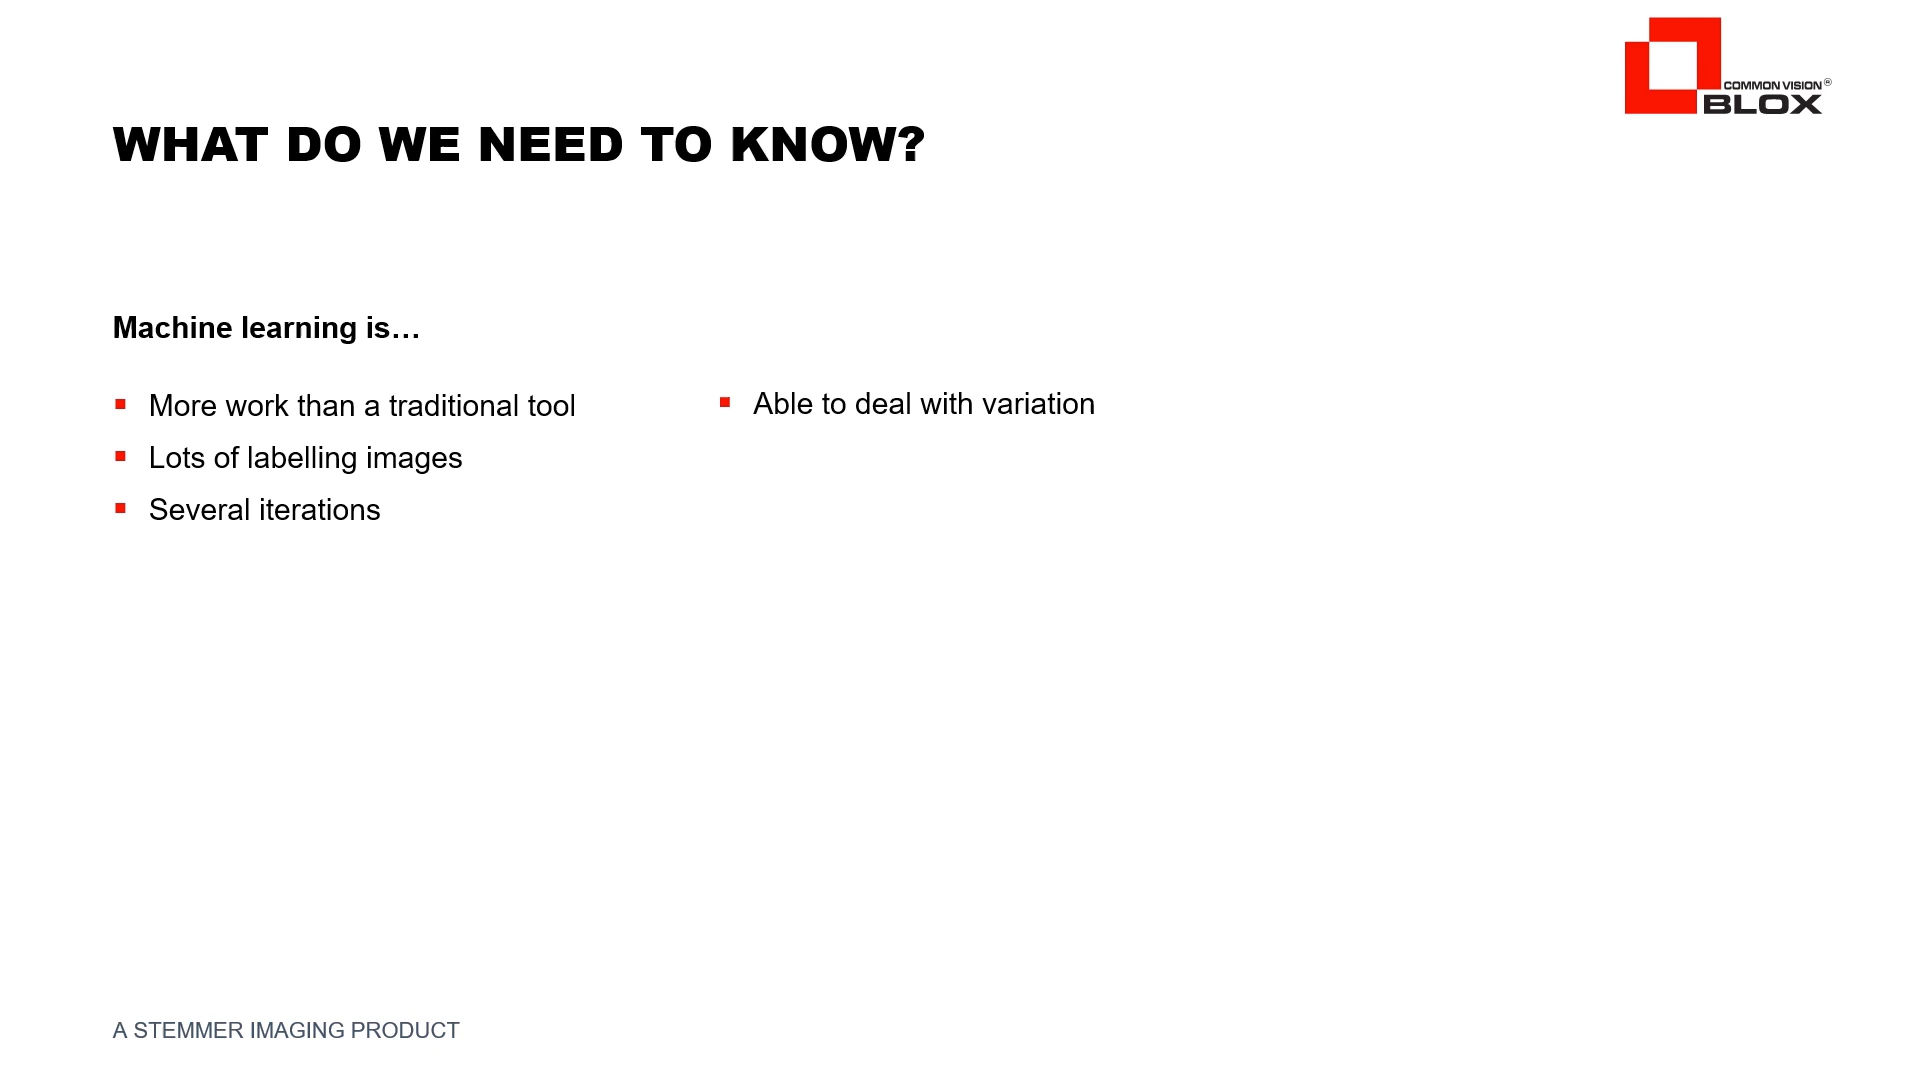 COMMON VISION®
BLOX
WHAT DO WE NEED TO KNOW?
Machine learning is…
More work than a traditional tool
Lots of labelling images
Several iterations
Able to deal with variation
A STEMMER IMAGING PRODUCT